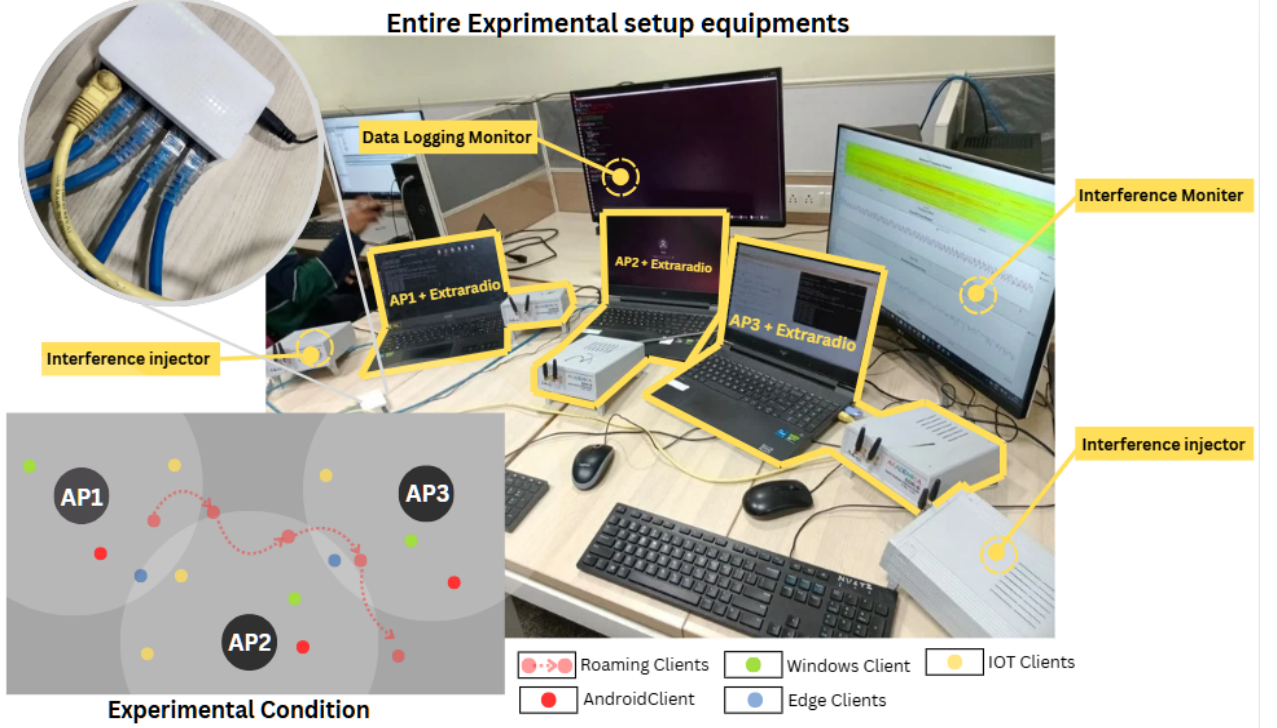 Entire Exprimental setup equipments
Data Logging Monitor
Interference Moniter
AP1 + Extraradio
AP2 + Extraradio
AP3 + Extraradio
Interference injector
Interference injector
AP1
AP3
AP2
Experimental Condition
Roaming Clients
Windows Client
IOT Clients
AndroidClient
Edge Clients